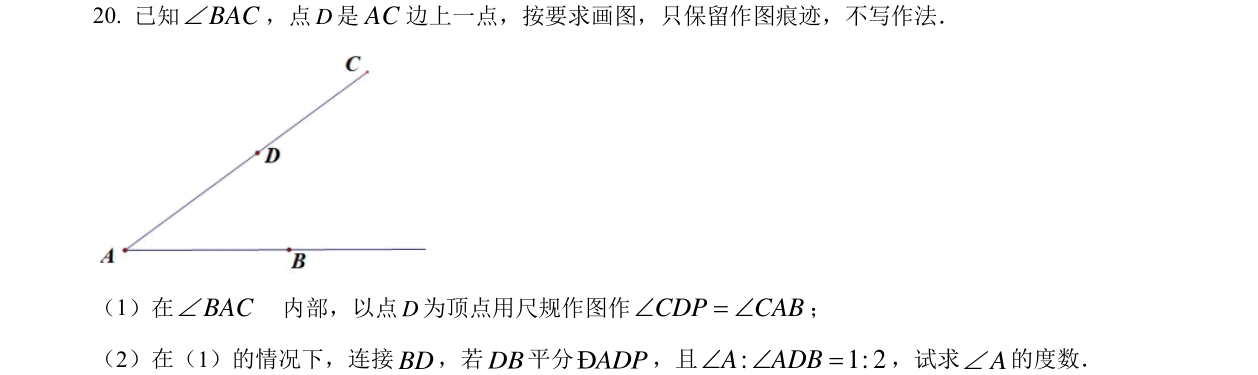 20. 已知∠BAC，点D是AC边上一点，按要求画图，只保留作图痕迹，不写作法．
C
D
A
B
（1）在∠BAC 内部，以点D为顶点用尺规作图作∠CDP=∠CAB；
（2）在（1）的情况下，连接BD，若DB平分ÐADP，且∠A:∠ADB=1:2，试求∠A的度数．